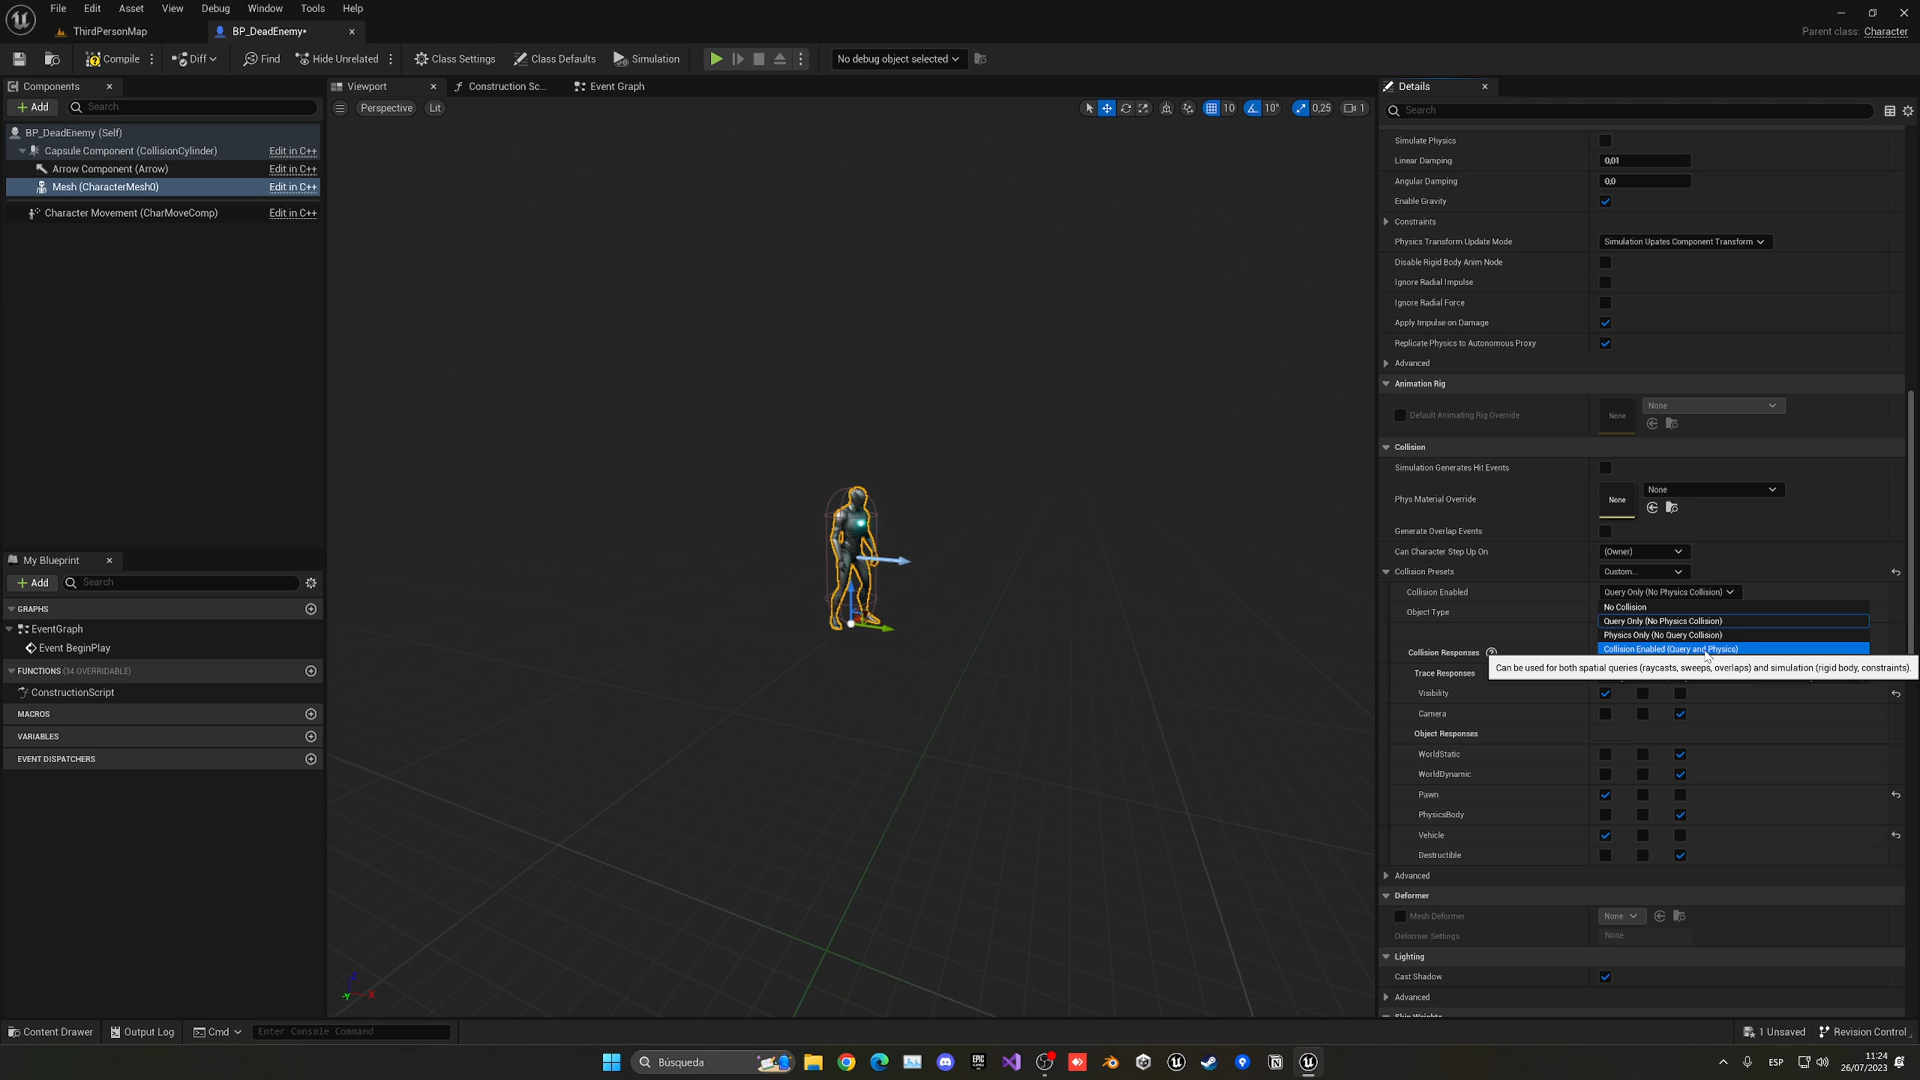 File Edit Asset View Debug Window Tools Help
ThirdPersonMap BP_DeadEnemy*
Parent class: Character
Compile Diff Find Hide Unrelated Class Settings Class Defaults Simulation No debug object selected
Components Viewport Construction Sc... Event Graph Details
Add Search Perspective Lit 10 10° 0,25 1 Search
BP_DeadEnemy (Self)
Capsule Component (CollisionCylinder) Edit in C++
Arrow Component (Arrow) Edit in C++
Mesh (CharacterMesh0) Edit in C++
Character Movement (CharMoveComp) Edit in C++
My Blueprint
Add Search
GRAPHS
EventGraph
Event BeginPlay
FUNCTIONS (34 OVERRIDABLE)
ConstructionScript
MACROS
VARIABLES
EVENT DISPATCHERS
Z
Y X
Simulate Physics
Linear Damping 0,01
Angular Damping 0,0
Enable Gravity
Constraints
Physics Transform Update Mode Simulation Upates Component Transform
Disable Rigid Body Anim Node
Ignore Radial Impulse
Ignore Radial Force
Apply Impulse on Damage
Replicate Physics to Autonomous Proxy
Advanced
Animation Rig
Default Animating Rig Override None None
Collision
Simulation Generates Hit Events
Phys Material Override None None
Generate Overlap Events
Can Character Step Up On (Owner)
Collision Presets Custom...
Collision Enabled Query Only (No Physics Collision)
No Collision
Object Type Query Only (No Physics Collision)
Physics Only (No Query Collision)
Collision Responses Collision Enabled (Query and Physics)
Can be used for both spatial queries (raycasts, sweeps, overlaps) and simulation (rigid body, constraints).
Trace Responses
Visibility
Camera
Object Responses
WorldStatic
WorldDynamic
Pawn
PhysicsBody
Vehicle
Destructible
Advanced
Deformer
Mesh Deformer None
Deformer Settings None
Lighting
Cast Shadow
Advanced
Skin Weights
Content Drawer Output Log Cmd Enter Console Command 1 Unsaved Revision Control
Búsqueda EPIC GAMES ESP 11:24
26/07/2023